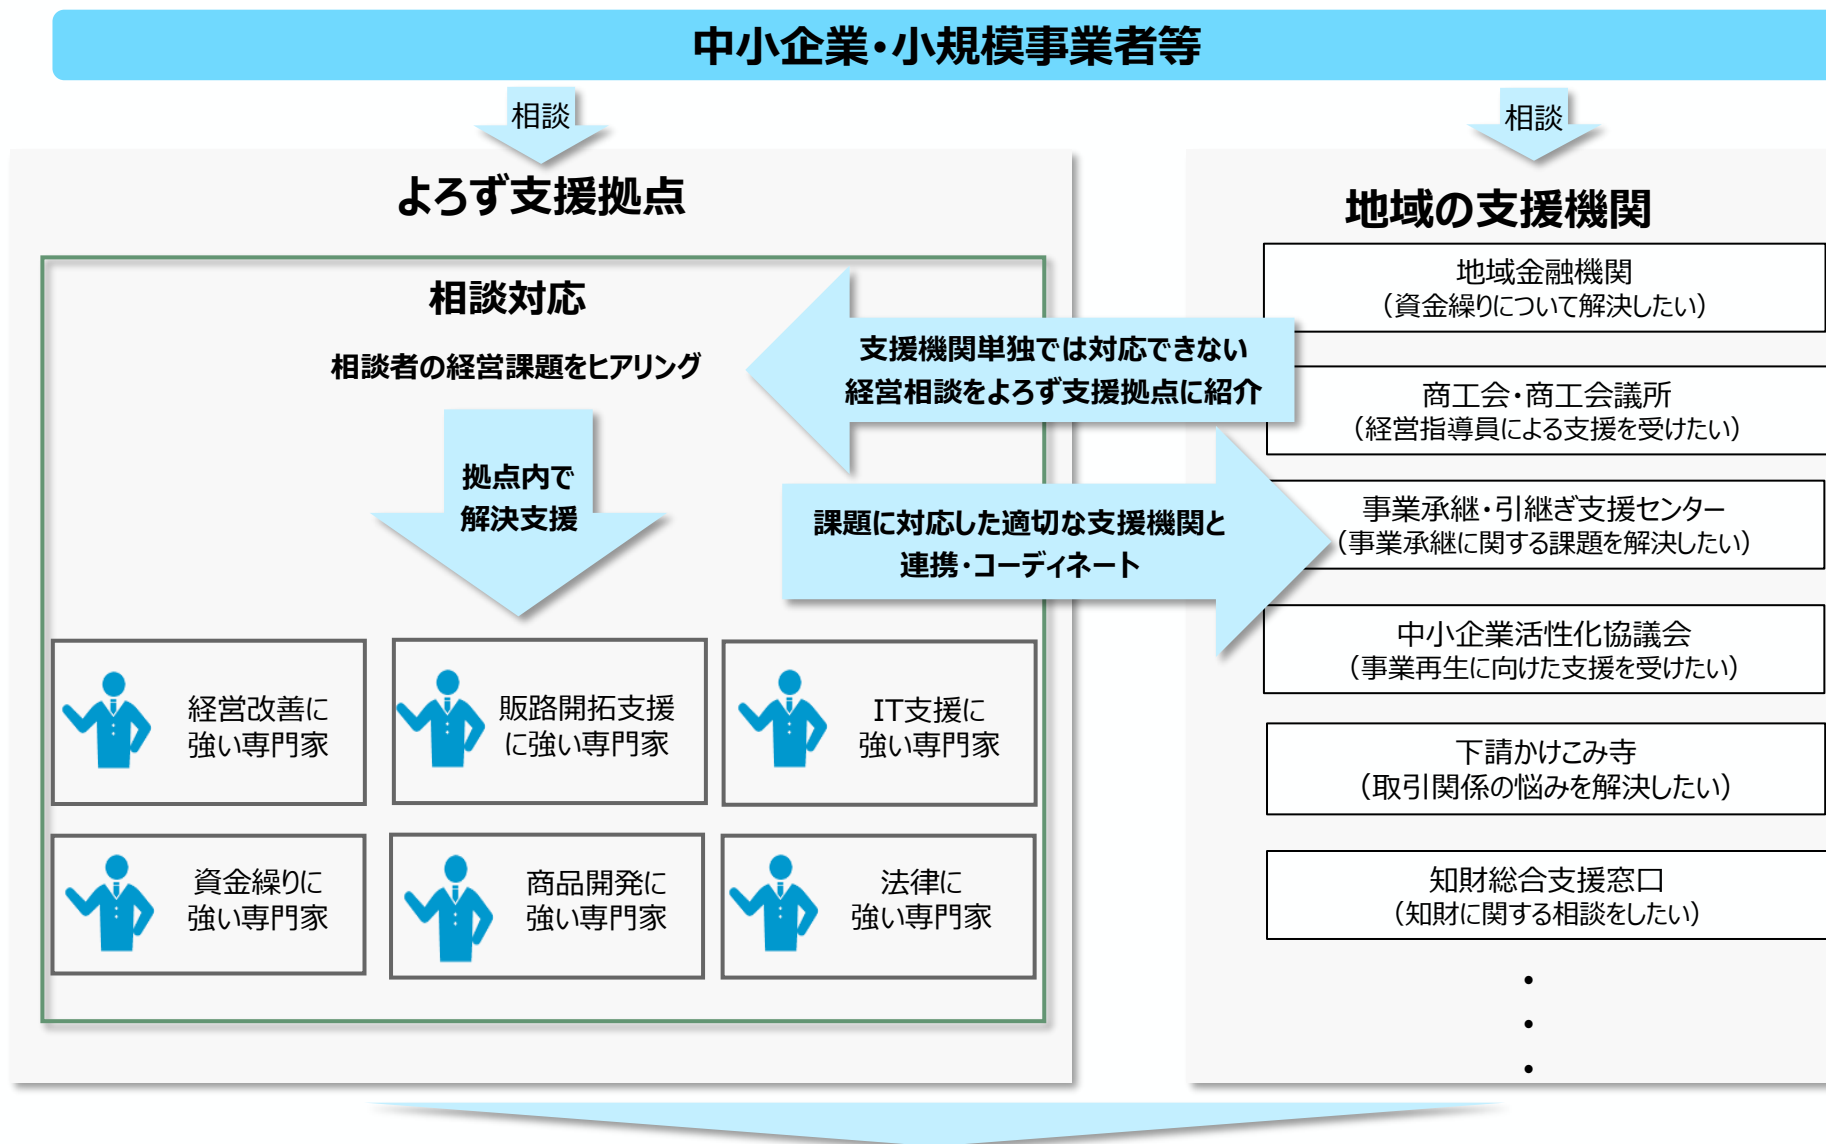 中小企業・小規模事業者等
相談
相談
よろず支援拠点
相談対応
相談者の経営課題をヒアリング
拠点内で
解決支援
支援機関単独では対応できない
経営相談をよろず支援拠点に紹介
課題に対応した適切な支援機関と
連携・コーディネート
経営改善に
強い専門家
販路開拓支援
に強い専門家
IT支援に
強い専門家
資金繰りに
強い専門家
商品開発に
強い専門家
法律に
強い専門家
地域の支援機関
地域金融機関
（資金繰りについて解決したい）
商工会・商工会議所
（経営指導員による支援を受けたい）
事業承継・引継ぎ支援センター
（事業承継に関する課題を解決したい）
中小企業活性化協議会
（事業再生に向けた支援を受けたい）
下請かけこみ寺
（取引関係の悩みを解決したい）
知財総合支援窓口
（知財に関する相談をしたい）
・
・
・